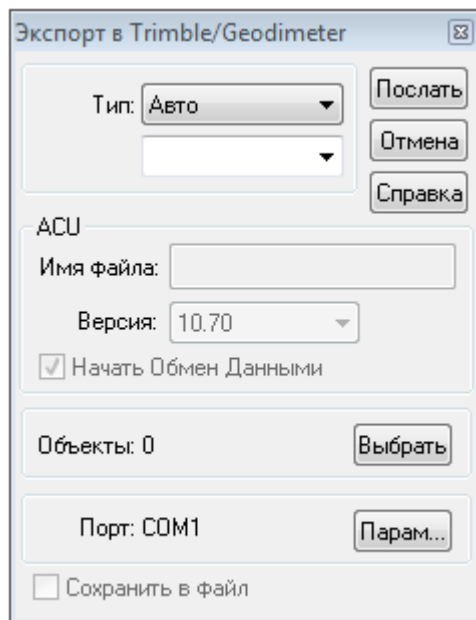 Экспорт в Trimble/Geodimeter
Тип: Авто
Послать
Отмена
Справка
ACU
Имя файла:
Версия: 10.70
Начать Обмен Данными
Объекты: 0 Выбрать
Порт: COM1 Парам...
Сохранить в файл